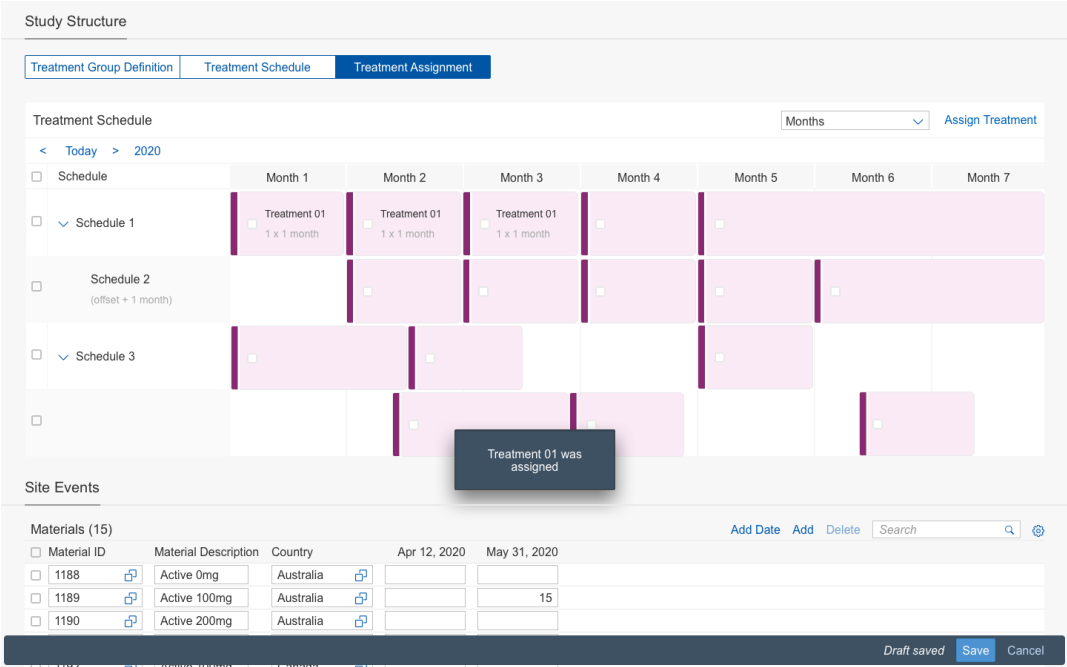 Study Structure
Treatment Group Definition Treatment Schedule Treatment Assignment
Treatment Schedule Months Assign Treatment
< Today > 2020
Schedule Month 1 Month 2 Month 3 Month 4 Month 5 Month 6 Month 7
Schedule 1
Treatment 01 Treatment 01 Treatment 01
1 x 1 month 1 x 1 month 1 x 1 month
Schedule 2
(offset + 1 month)
Schedule 3
Treatment 01 was
assigned
Site Events
Materials (15) Add Date Add Delete Search
Material ID Material Description Country Apr 12, 2020 May 31, 2020
1188 Active 0mg Australia
1189 Active 100mg Australia 15
1190 Active 200mg Australia
Draft saved Save Cancel